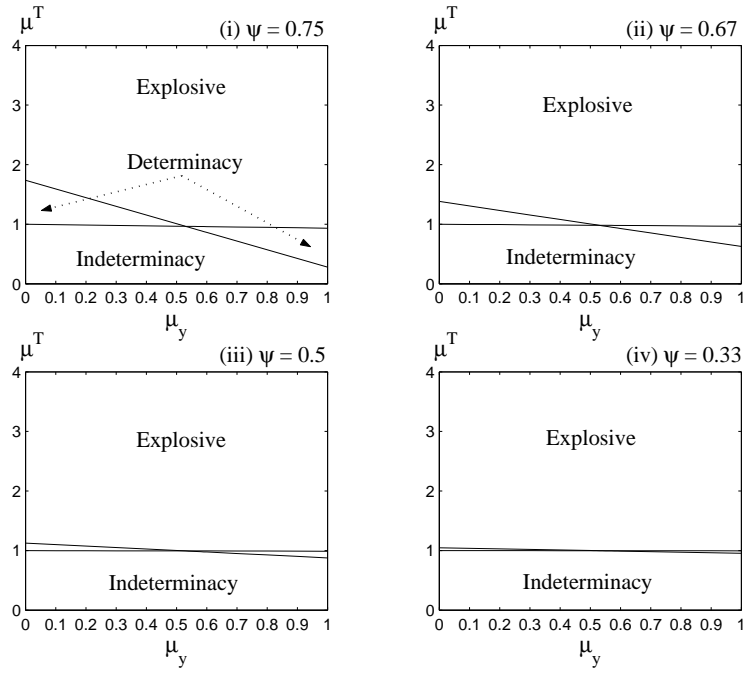 μ^T (i) ψ = 0.75
4
Explosive
3
2
Determinacy
1
Indeterminacy
0
0 0.1 0.2 0.3 0.4 0.5 0.6 0.7 0.8 0.9 1
μ_y
μ^T (ii) ψ = 0.67
4
Explosive
3
2
1
Indeterminacy
0
0 0.1 0.2 0.3 0.4 0.5 0.6 0.7 0.8 0.9 1
μ_y
μ^T (iii) ψ = 0.5
4
Explosive
3
2
1
Indeterminacy
0
0 0.1 0.2 0.3 0.4 0.5 0.6 0.7 0.8 0.9 1
μ_y
μ^T (iv) ψ = 0.33
4
Explosive
3
2
1
Indeterminacy
0
0 0.1 0.2 0.3 0.4 0.5 0.6 0.7 0.8 0.9 1
μ_y